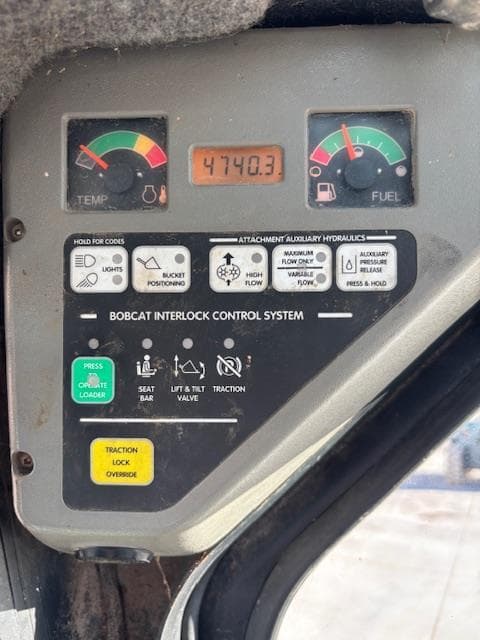 4740.3
TEMP
FUEL
HOLD FOR CODES
ATTACHMENT AUXILIARY HYDRAULICS
LIGHTS
BUCKET
POSITIONING
HIGH
FLOW
MAXIMUM
FLOW ONLY
VARIABLE
FLOW
AUXILIARY
PRESSURE
RELEASE
PRESS & HOLD
BOBCAT INTERLOCK CONTROL SYSTEM
PRESS
TO
OPERATE
LOADER
SEAT
BAR
LIFT & TILT
VALVE
TRACTION
TRACTION
LOCK
OVERRIDE